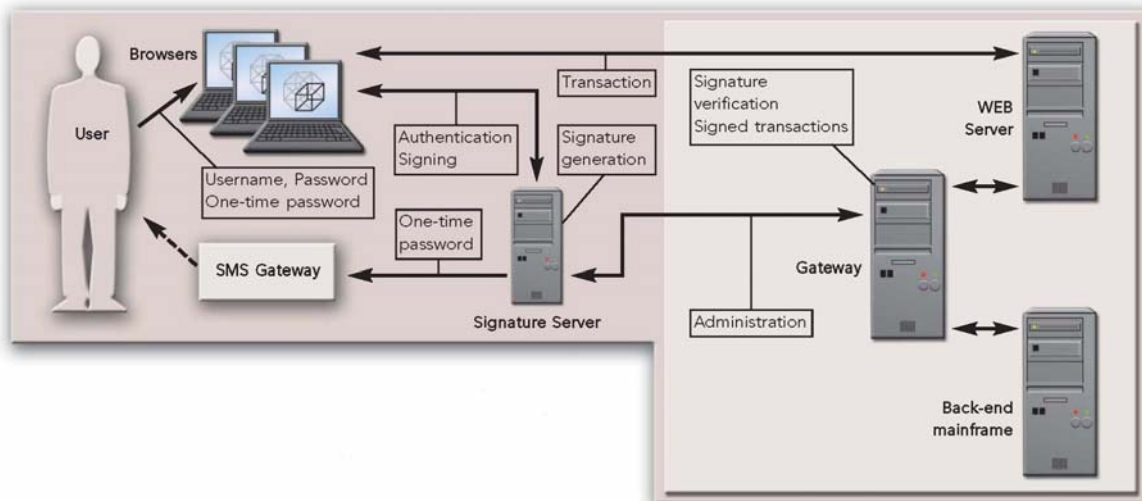 Browsers
User
Transaction
Signature
verification
Signed transactions
WEB
Server
Authentication
Signing
Signature
generation
Username, Password
One-time password
One-time
password
SMS Gateway
Gateway
Signature Server
Administration
Back-end
mainframe